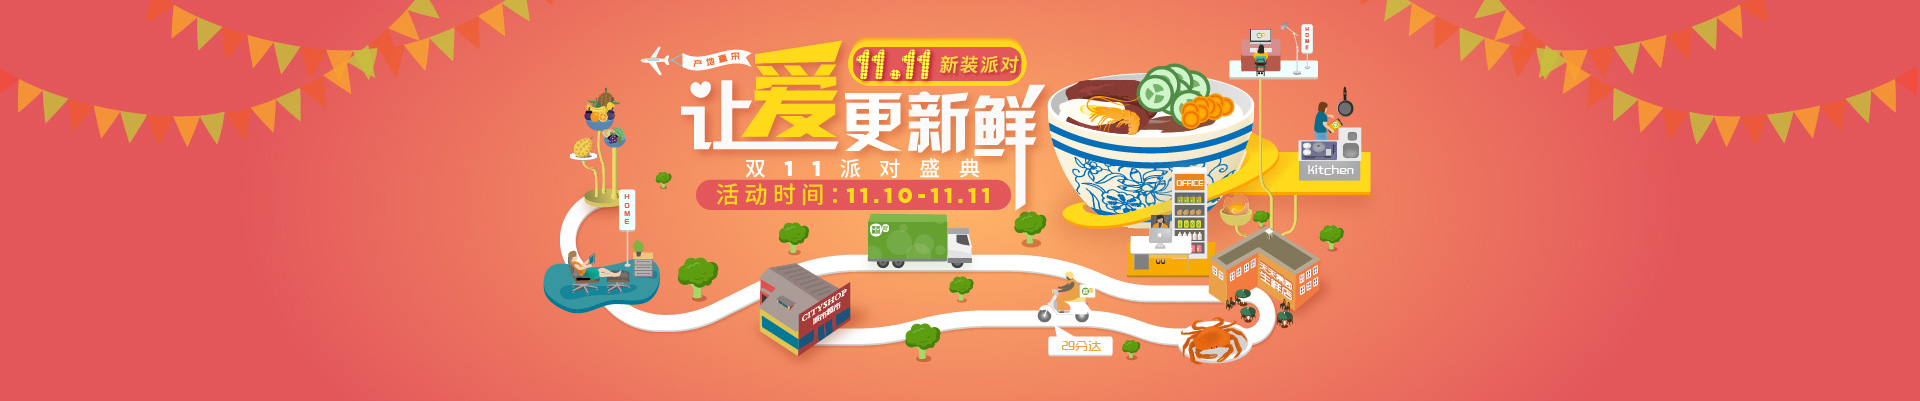 产地直采
11.11 新装派对
让爱更新鲜
双11派对盛典
活动时间:11.10-11.11
HOME
Kitchen
OFFICE
HOME
CITYSHOP
城市超市
29分达